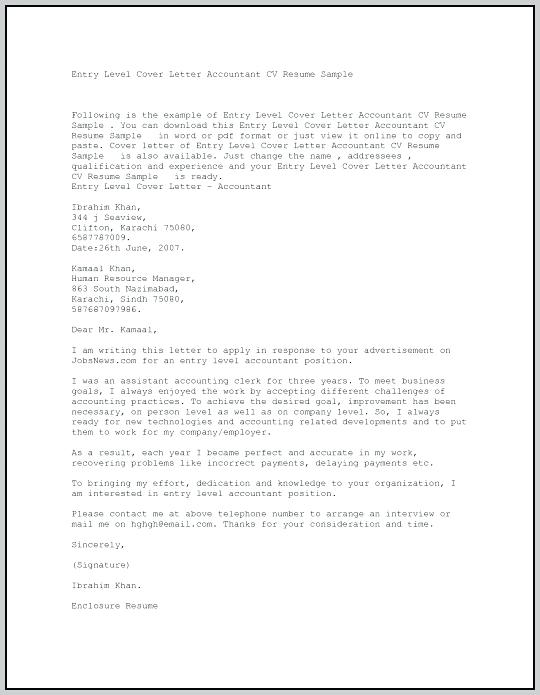 Entry Level Cover Letter Accountant CV Resume Sample
Following is the example of Entry Level Cover Letter Accountant CV Resume
Sample . You can download this Entry Level Cover Letter Accountant CV
Resume Sample   in word or pdf format or just view it online to copy and
paste. Cover letter of Entry Level Cover Letter Accountant CV Resume
Sample   is also available. Just change the name , addressees ,
qualification and experience and your Entry Level Cover Letter Accountant
CV Resume Sample   is ready.
Entry Level Cover Letter – Accountant
Ibrahim Khan,
344 j Seaview,
Clifton, Karachi 75080,
6587787009.
Date:26th June, 2007.
Kamaal Khan,
Human Resource Manager,
863 South Nazimabad,
Karachi, Sindh 75080,
587687097986.
Dear Mr. Kamaal,
I am writing this letter to apply in response to your advertisement on
JobsNews.com for an entry level accountant position.
I was an assistant accounting clerk for three years. To meet business
goals, I always enjoyed the work by accepting different challenges of
accounting practices. To achieve the desired goal, improvement has been
necessary, on person level as well as on company level. So, I always
ready for new technologies and accounting related developments and to put
them to work for my company/employer.
As a result, each year I became perfect and accurate in my work,
recovering problems like incorrect payments, delaying payments etc.
To bringing my effort, dedication and knowledge to your organization, I
am interested in entry level accountant position.
Please contact me at above telephone number to arrange an interview or
mail me on hghgh@email.com. Thanks for your consideration and time.
Sincerely,
(Signature)
Ibrahim Khan.
Enclosure Resume